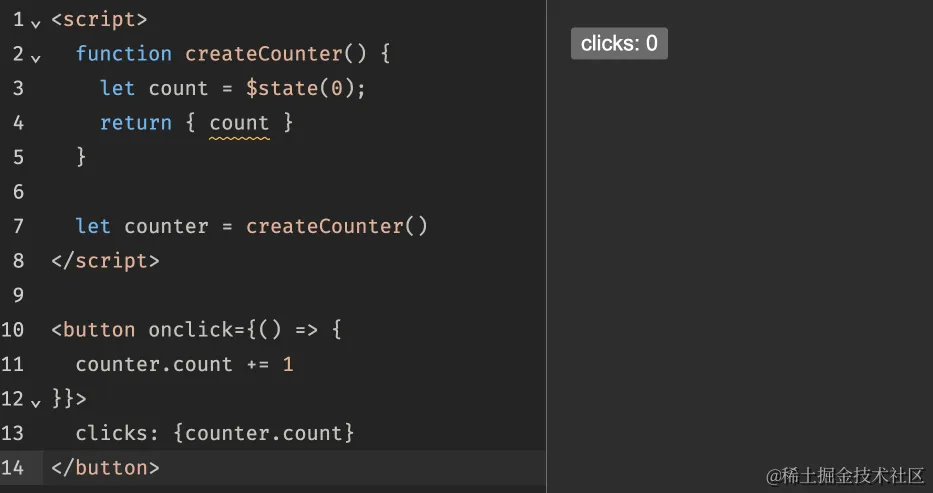 1 <script>
2   function createCounter() {
3     let count = $state(0);
4     return { count }
5   }
6
7   let counter = createCounter()
8 </script>
9
10 <button onclick={() => {
11   counter.count += 1
12 }}>
13   clicks: {counter.count}
14 </button>
clicks: 0
@稀土掘金技术社区